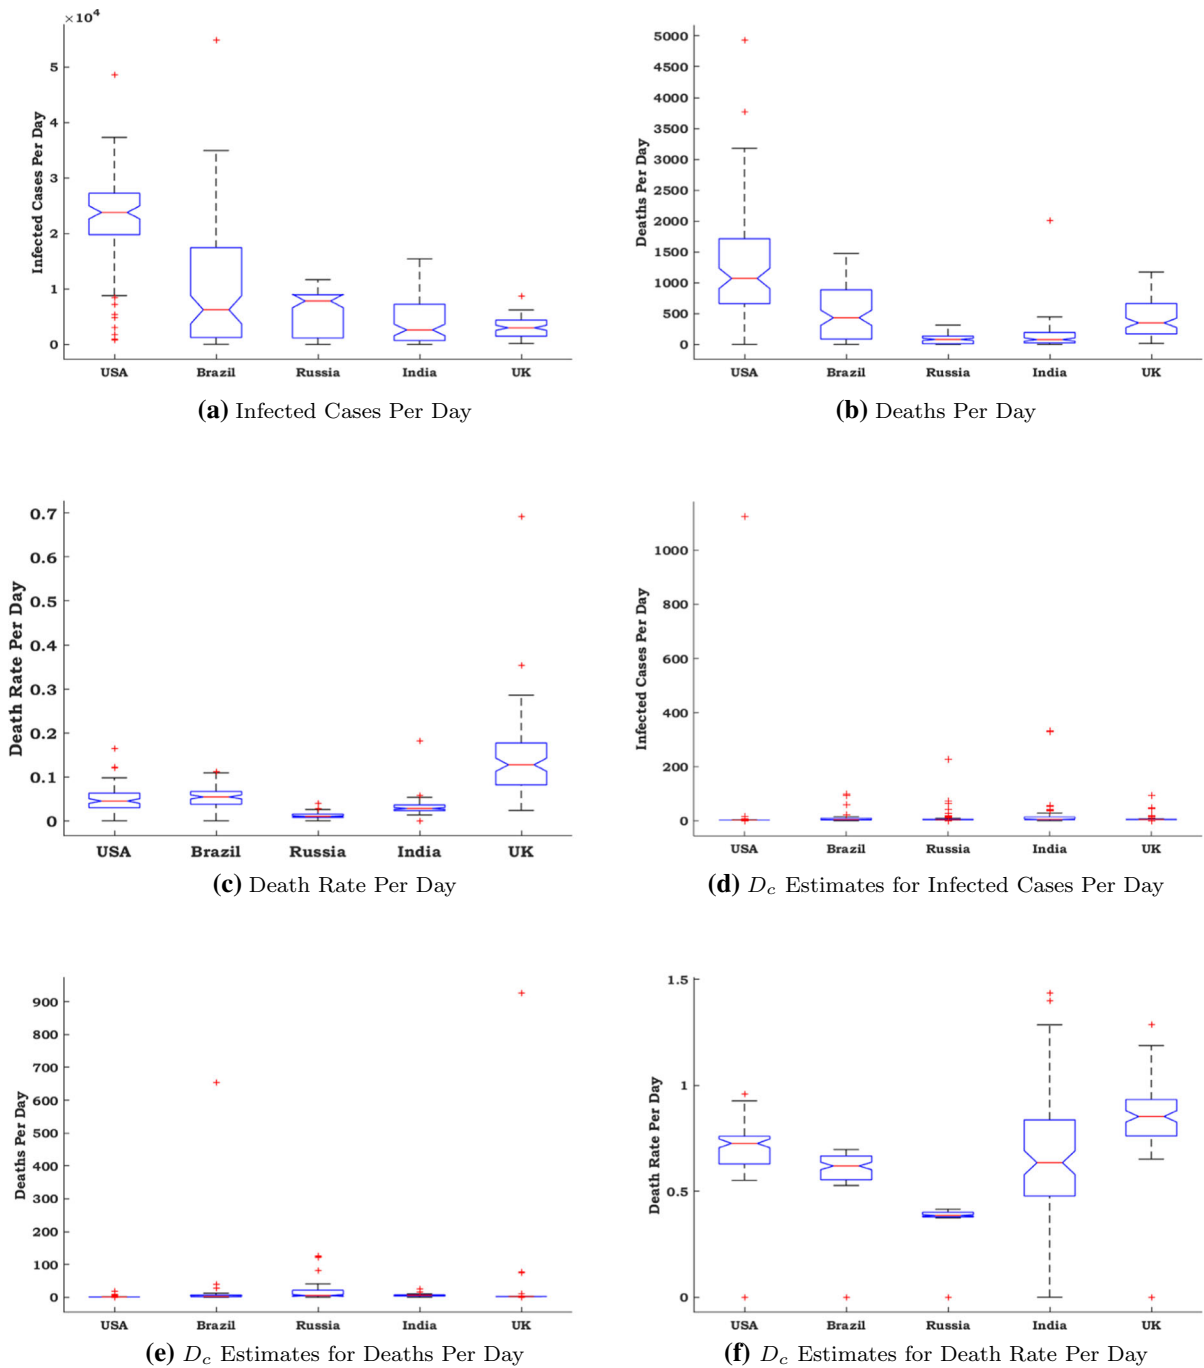 ×10⁴
5
4
3
2
1
0
Infected Cases Per Day
USA Brazil Russia India UK
(a) Infected Cases Per Day
5000
4500
4000
3500
3000
2500
2000
1500
1000
500
0
Deaths Per Day
USA Brazil Russia India UK
(b) Deaths Per Day
0.7
0.6
0.5
0.4
0.3
0.2
0.1
0
Death Rate Per Day
USA Brazil Russia India UK
(c) Death Rate Per Day
1000
800
600
400
200
0
Infected Cases Per Day
USA Brazil Russia India UK
(d) D_c Estimates for Infected Cases Per Day
900
800
700
600
500
400
300
200
100
0
Deaths Per Day
USA Brazil Russia India UK
(e) D_c Estimates for Deaths Per Day
1.5
1
0.5
0
Death Rate Per Day
USA Brazil Russia India UK
(f) D_c Estimates for Death Rate Per Day